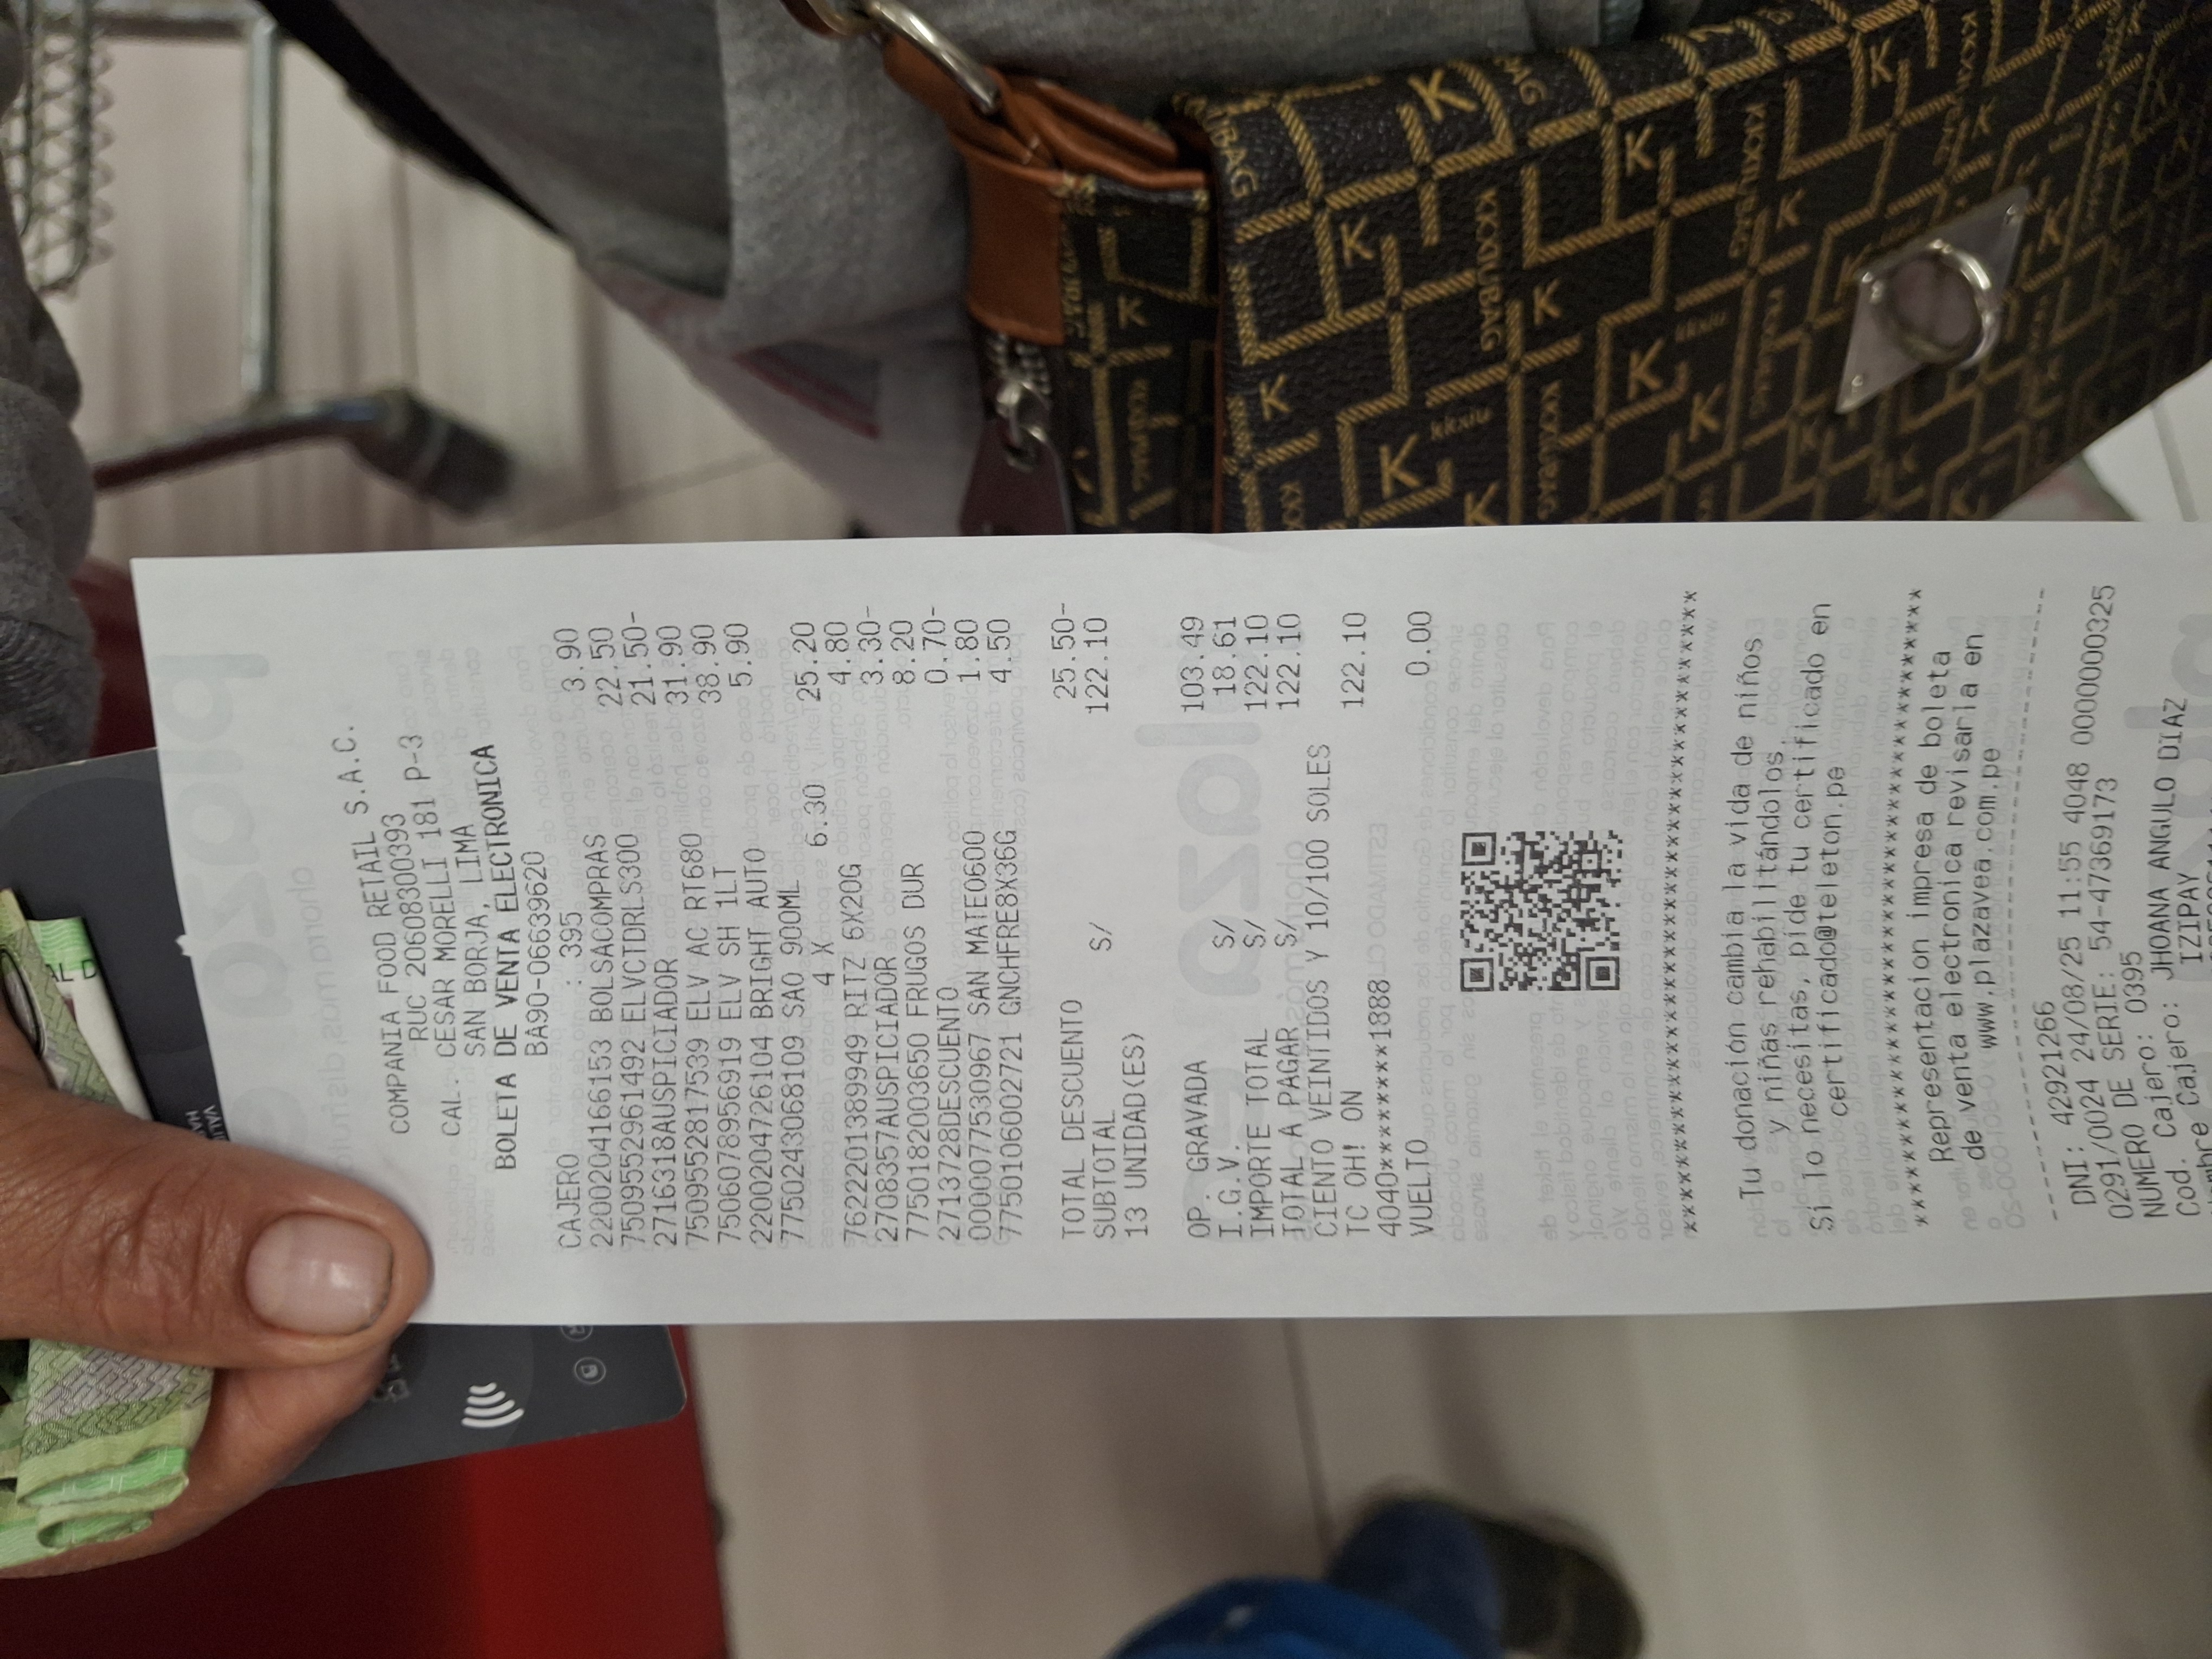 COMPANIA FOOD RETAIL S.A.C.
RUC 20608300393
CAL. CESAR MORELLI 181 P-3
SAN BORJA, LIMA
BOLETA DE VENTA ELECTRONICA
BA90-06639620
CAJERO : 395
2200204166153 BOLSACOMPRAS 3.90
7509552961492 ELVCTDRLS300 22.50
2716318AUSPICIADOR 21.50-
7509552817539 ELV AC RT680 31.90
7506078956919 ELV SH 1LT 38.90
2200204726104 BRIGHT AUTO 5.90
7750243068109 SAO 900ML
4 X 6.30 25.20
7622201389949 RITZ 6X20G 4.80
2708357AUSPICIADOR 3.30-
7750182003650 FRUGOS DUR 8.20
2713728DESCUENTO 0.70-
0000077530967 SAN MATEO600 1.80
7750106002721 GNCHFRE8X36G 4.50
TOTAL DESCUENTO 25.50-
SUBTOTAL S/ 122.10
13 UNIDAD(ES)
OP. GRAVADA 103.49
I.G.V. S/ 18.61
IMPORTE TOTAL S/ 122.10
TOTAL A PAGAR S/ 122.10
CIENTO VEINTIDOS Y 10/100 SOLES
TC OH! ON 122.10
4040********1888
VUELTO 0.00
************************************
Tu donación cambia la vida de niños
y niñas rehabilitándolos.
Si lo necesitas, pide tu certificado en
certificado@teleton.pe
************************************
Representacion impresa de boleta
de venta electronica revisarla en
www.plazavea.com.pe
DNI: 42921266
0291/0024 24/08/25 11:55 4048 0000000325
NUMERO DE SERIE: 54-47369173
Cod. Cajero: 0395
Nombre Cajero: JHOANA ANGULO DIAZ
IZIPAY
KKXIUBAG